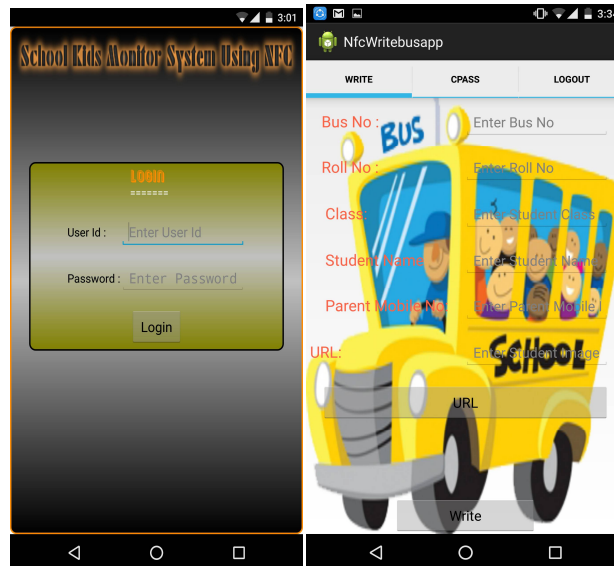 3:01
School Kids Monitor System Using NFC
Login
=======
User Id : Enter User Id
Password : Enter Password
Login
3:34
NfcWritebusapp
WRITE CPASS LOGOUT
BUS
Bus No : Enter Bus No
Roll No : Enter Roll No
Class: Enter Student Class
Student Name: Enter Student Name
Parent Mobile No: Enter Parent Mobile
URL: Enter Student Image
SCHOOL
URL
Write